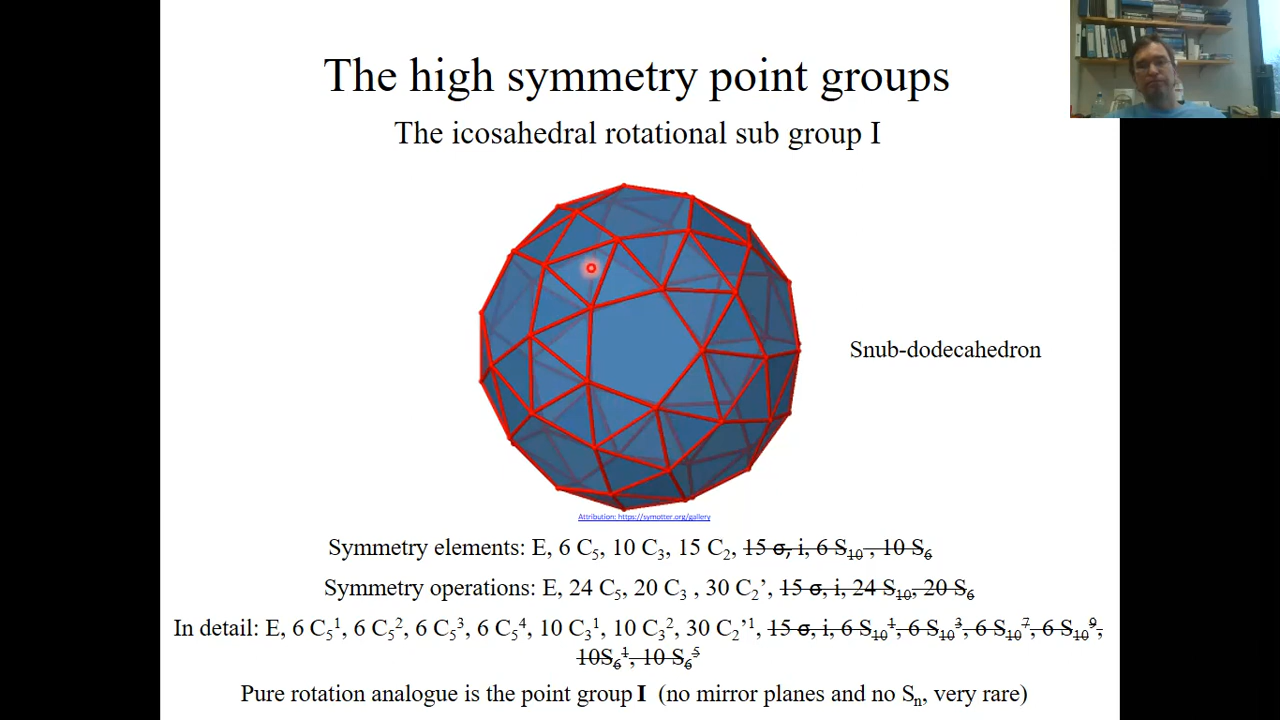 The high symmetry point groups
The icosahedral rotational sub group I
Snub-dodecahedron
Attribution: https://symotter.org/gallery
Symmetry elements: E, 6 C₅, 10 C₃, 15 C₂, 15 σ, i, 6 S₁₀ , 10 S₆
Symmetry operations: E, 24 C₅, 20 C₃ , 30 C₂’, 15 σ, i, 24 S₁₀, 20 S₆
In detail: E, 6 C₅¹, 6 C₅², 6 C₅³, 6 C₅⁴, 10 C₃¹, 10 C₃², 30 C₂’¹, 15 σ, i, 6 S₁₀¹, 6 S₁₀³, 6 S₁₀⁷, 6 S₁₀⁹,
10S₆¹, 10 S₆⁵
Pure rotation analogue is the point group I (no mirror planes and no Sₙ, very rare)